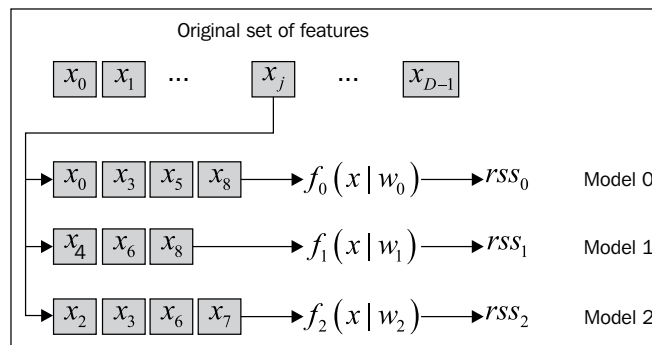 Original set of features
x₀ x₁ ... xⱼ ... x_{D−1}
x₀ x₃ x₅ x₈ f₀(x | w₀) rss₀ Model 0
x₄ x₆ x₈ f₁(x | w₁) rss₁ Model 1
x₂ x₃ x₆ x₇ f₂(x | w₂) rss₂ Model 2